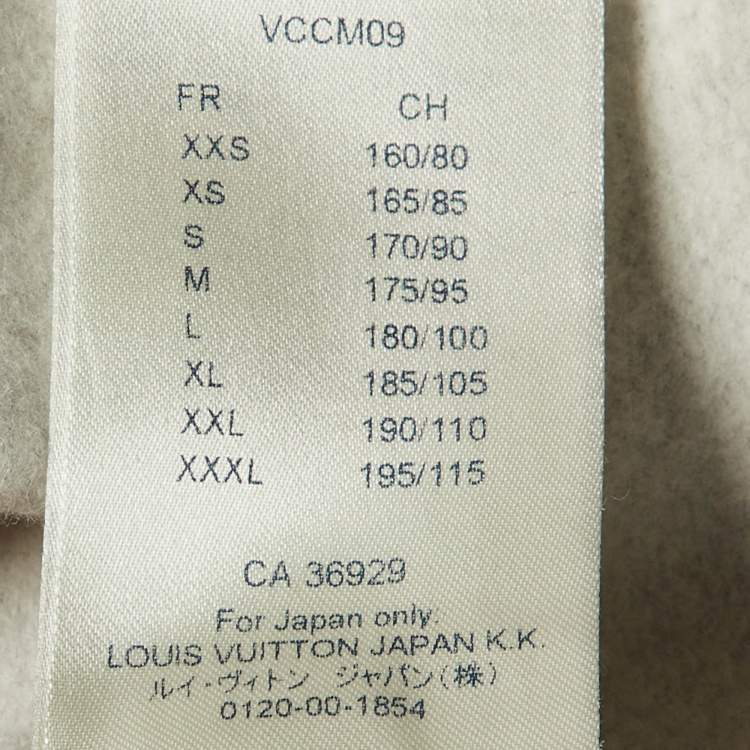 VCCM09
FR CH
XXS 160/80
XS 165/85
S 170/90
M 175/95
L 180/100
XL 185/105
XXL 190/110
XXXL 195/115
CA 36929
For Japan only:
LOUIS VUITTON JAPAN K.K.
ルイ・ヴィトン ジャパン(株)
0120-00-1854